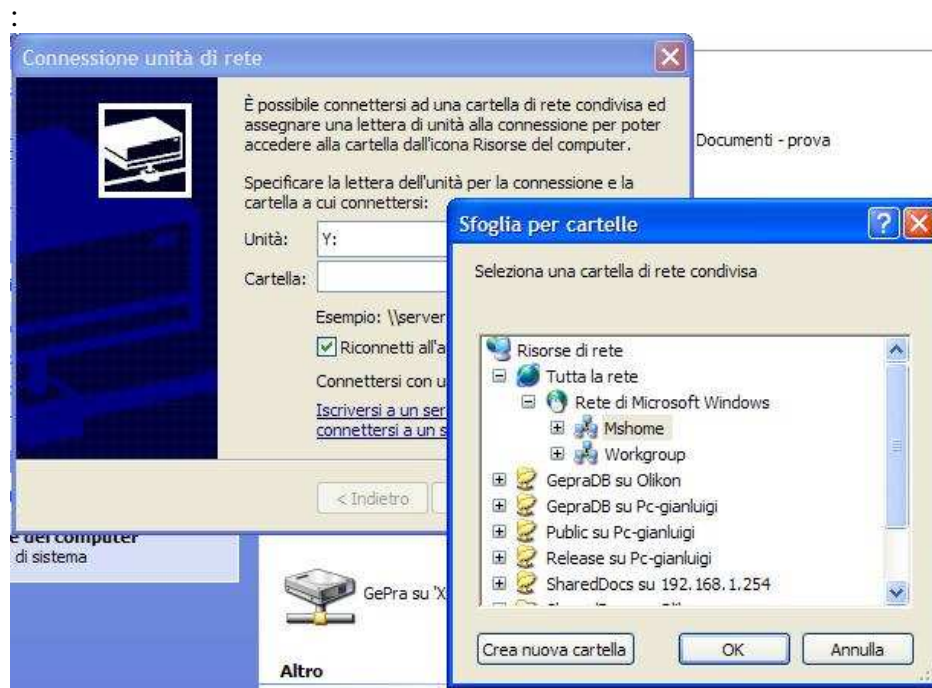 :
Connessione unità di rete
È possibile connettersi ad una cartella di rete condivisa ed
assegnare una lettera di unità alla connessione per poter
accedere alla cartella dall'icona Risorse del computer.
Specificare la lettera dell'unità per la connessione e la
cartella a cui connettersi:
Unità: Y:
Cartella:
Esempio: \\server
Riconnetti all'a
Connettersi con u
Iscriversi a un ser
connettersi a un s
< Indietro
Documenti - prova
Sfoglia per cartelle
Seleziona una cartella di rete condivisa
Risorse di rete
Tutta la rete
Rete di Microsoft Windows
Mshome
Workgroup
GepraDB su Olikon
GepraDB su Pc-gianluigi
Public su Pc-gianluigi
Release su Pc-gianluigi
SharedDocs su 192.168.1.254
Crea nuova cartella
OK
Annulla
e del computer
di sistema
GePra su 'X
Altro